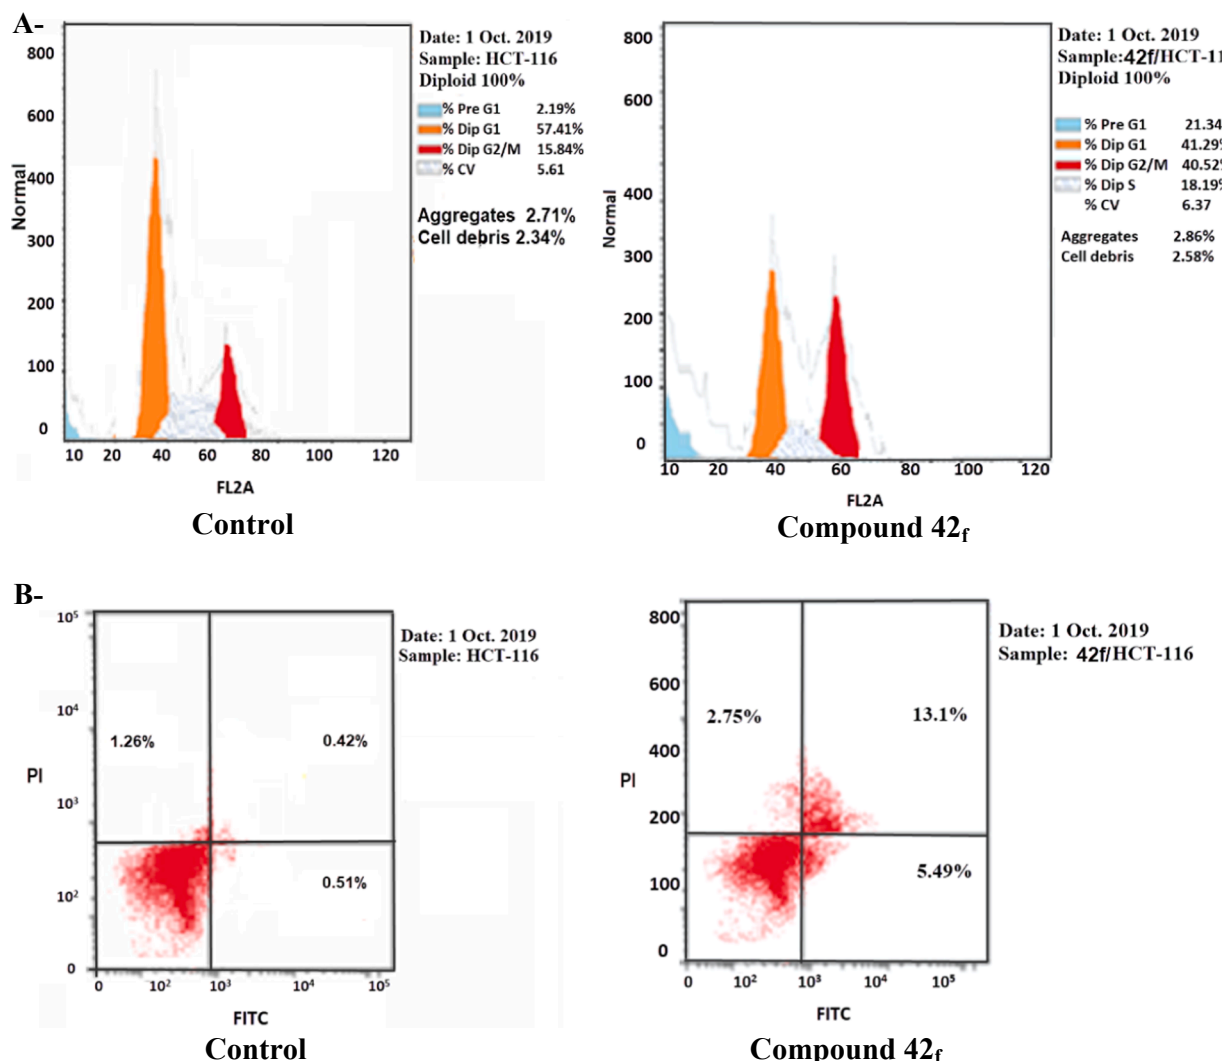 A-
800
600
400
300
200
100
0
Normal
10 20 40 60 80 100 120
FL2A
Control
Date: 1 Oct. 2019
Sample: HCT-116
Diploid 100%
% Pre G1 2.19%
% Dip G1 57.41%
% Dip G2/M 15.84%
% CV 5.61
Aggregates 2.71%
Cell debris 2.34%
800
600
400
300
200
100
0
Normal
10 20 40 60 80 100 120
FL2A
Compound 42f
Date: 1 Oct. 2019
Sample:42f/HCT-11
Diploid 100%
% Pre G1 21.34
% Dip G1 41.29%
% Dip G2/M 40.52%
% Dip S 18.19%
% CV 6.37
Aggregates 2.86%
Cell debris 2.58%
B-
10⁵
10⁴
10³
10²
0
PI
1.26% 0.42%
0.51%
0 10² 10³ 10⁴ 10⁵
FITC
Control
Date: 1 Oct. 2019
Sample: HCT-116
800
600
400
200
100
0
PI
2.75% 13.1%
5.49%
0 10² 10³ 10⁴ 10⁵
FITC
Compound 42f
Date: 1 Oct. 2019
Sample: 42f/HCT-116